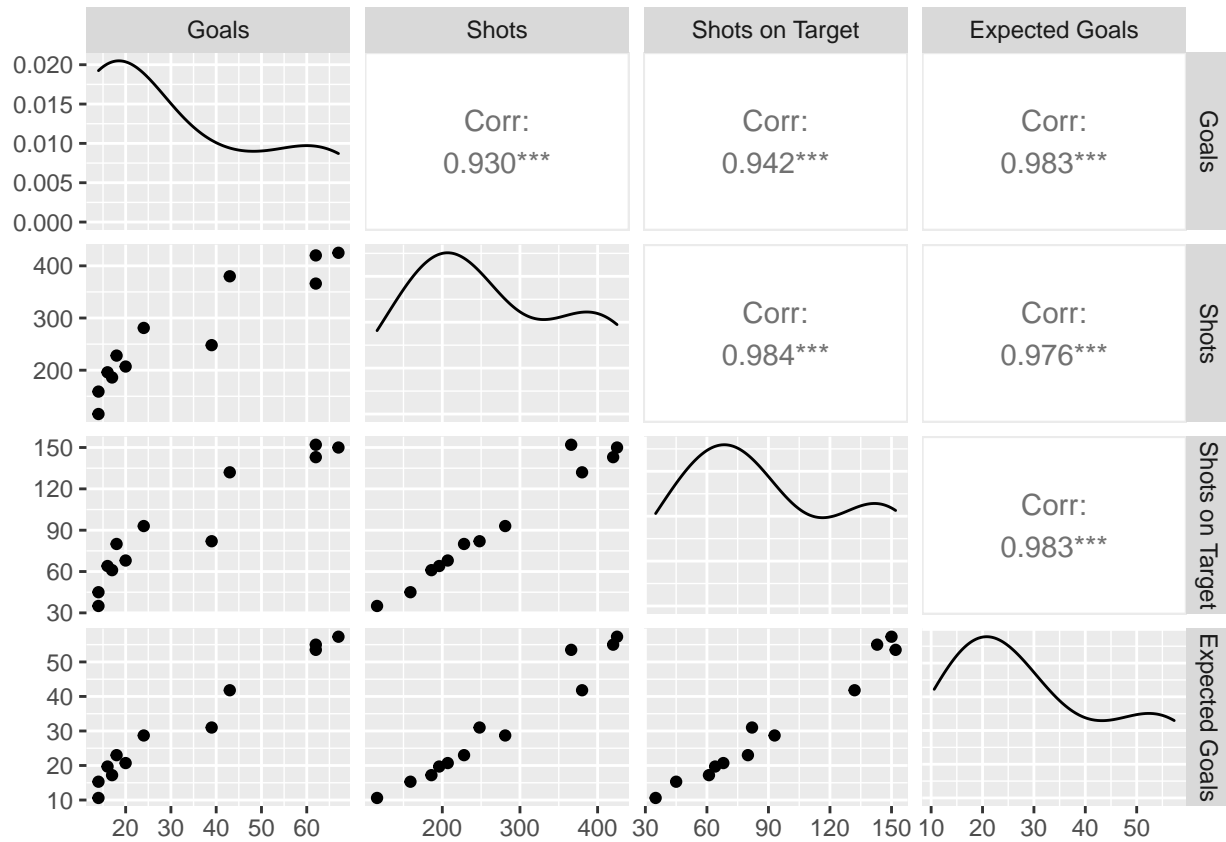 Goals Shots Shots on Target Expected Goals
0.020
0.015
0.010
0.005
0.000
Corr:
0.930***
Corr:
0.942***
Corr:
0.983***
Goals
400
300
200
Corr:
0.984***
Corr:
0.976***
Shots
150
120
90
60
30
Corr:
0.983***
Shots on Target
50
40
30
20
10
Expected Goals
20 30 40 50 60 200 300 400 30 60 90 120 150 10 20 30 40 50